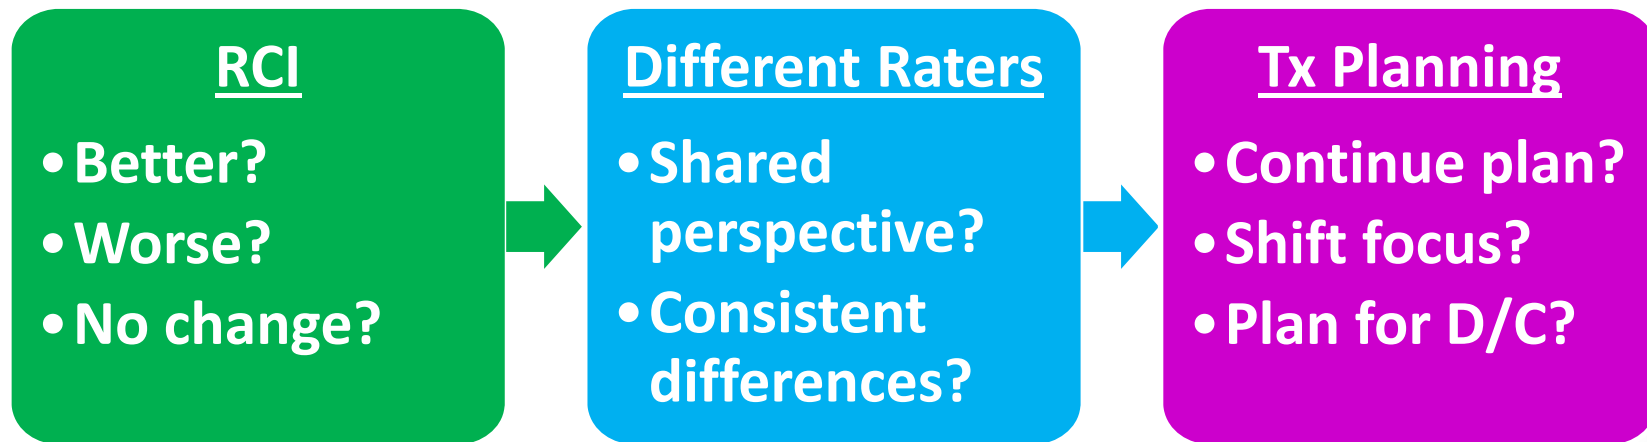 RCI
• Better?
• Worse?
• No change?
Different Raters
• Shared
perspective?
• Consistent
differences?
Tx Planning
• Continue plan?
• Shift focus?
• Plan for D/C?